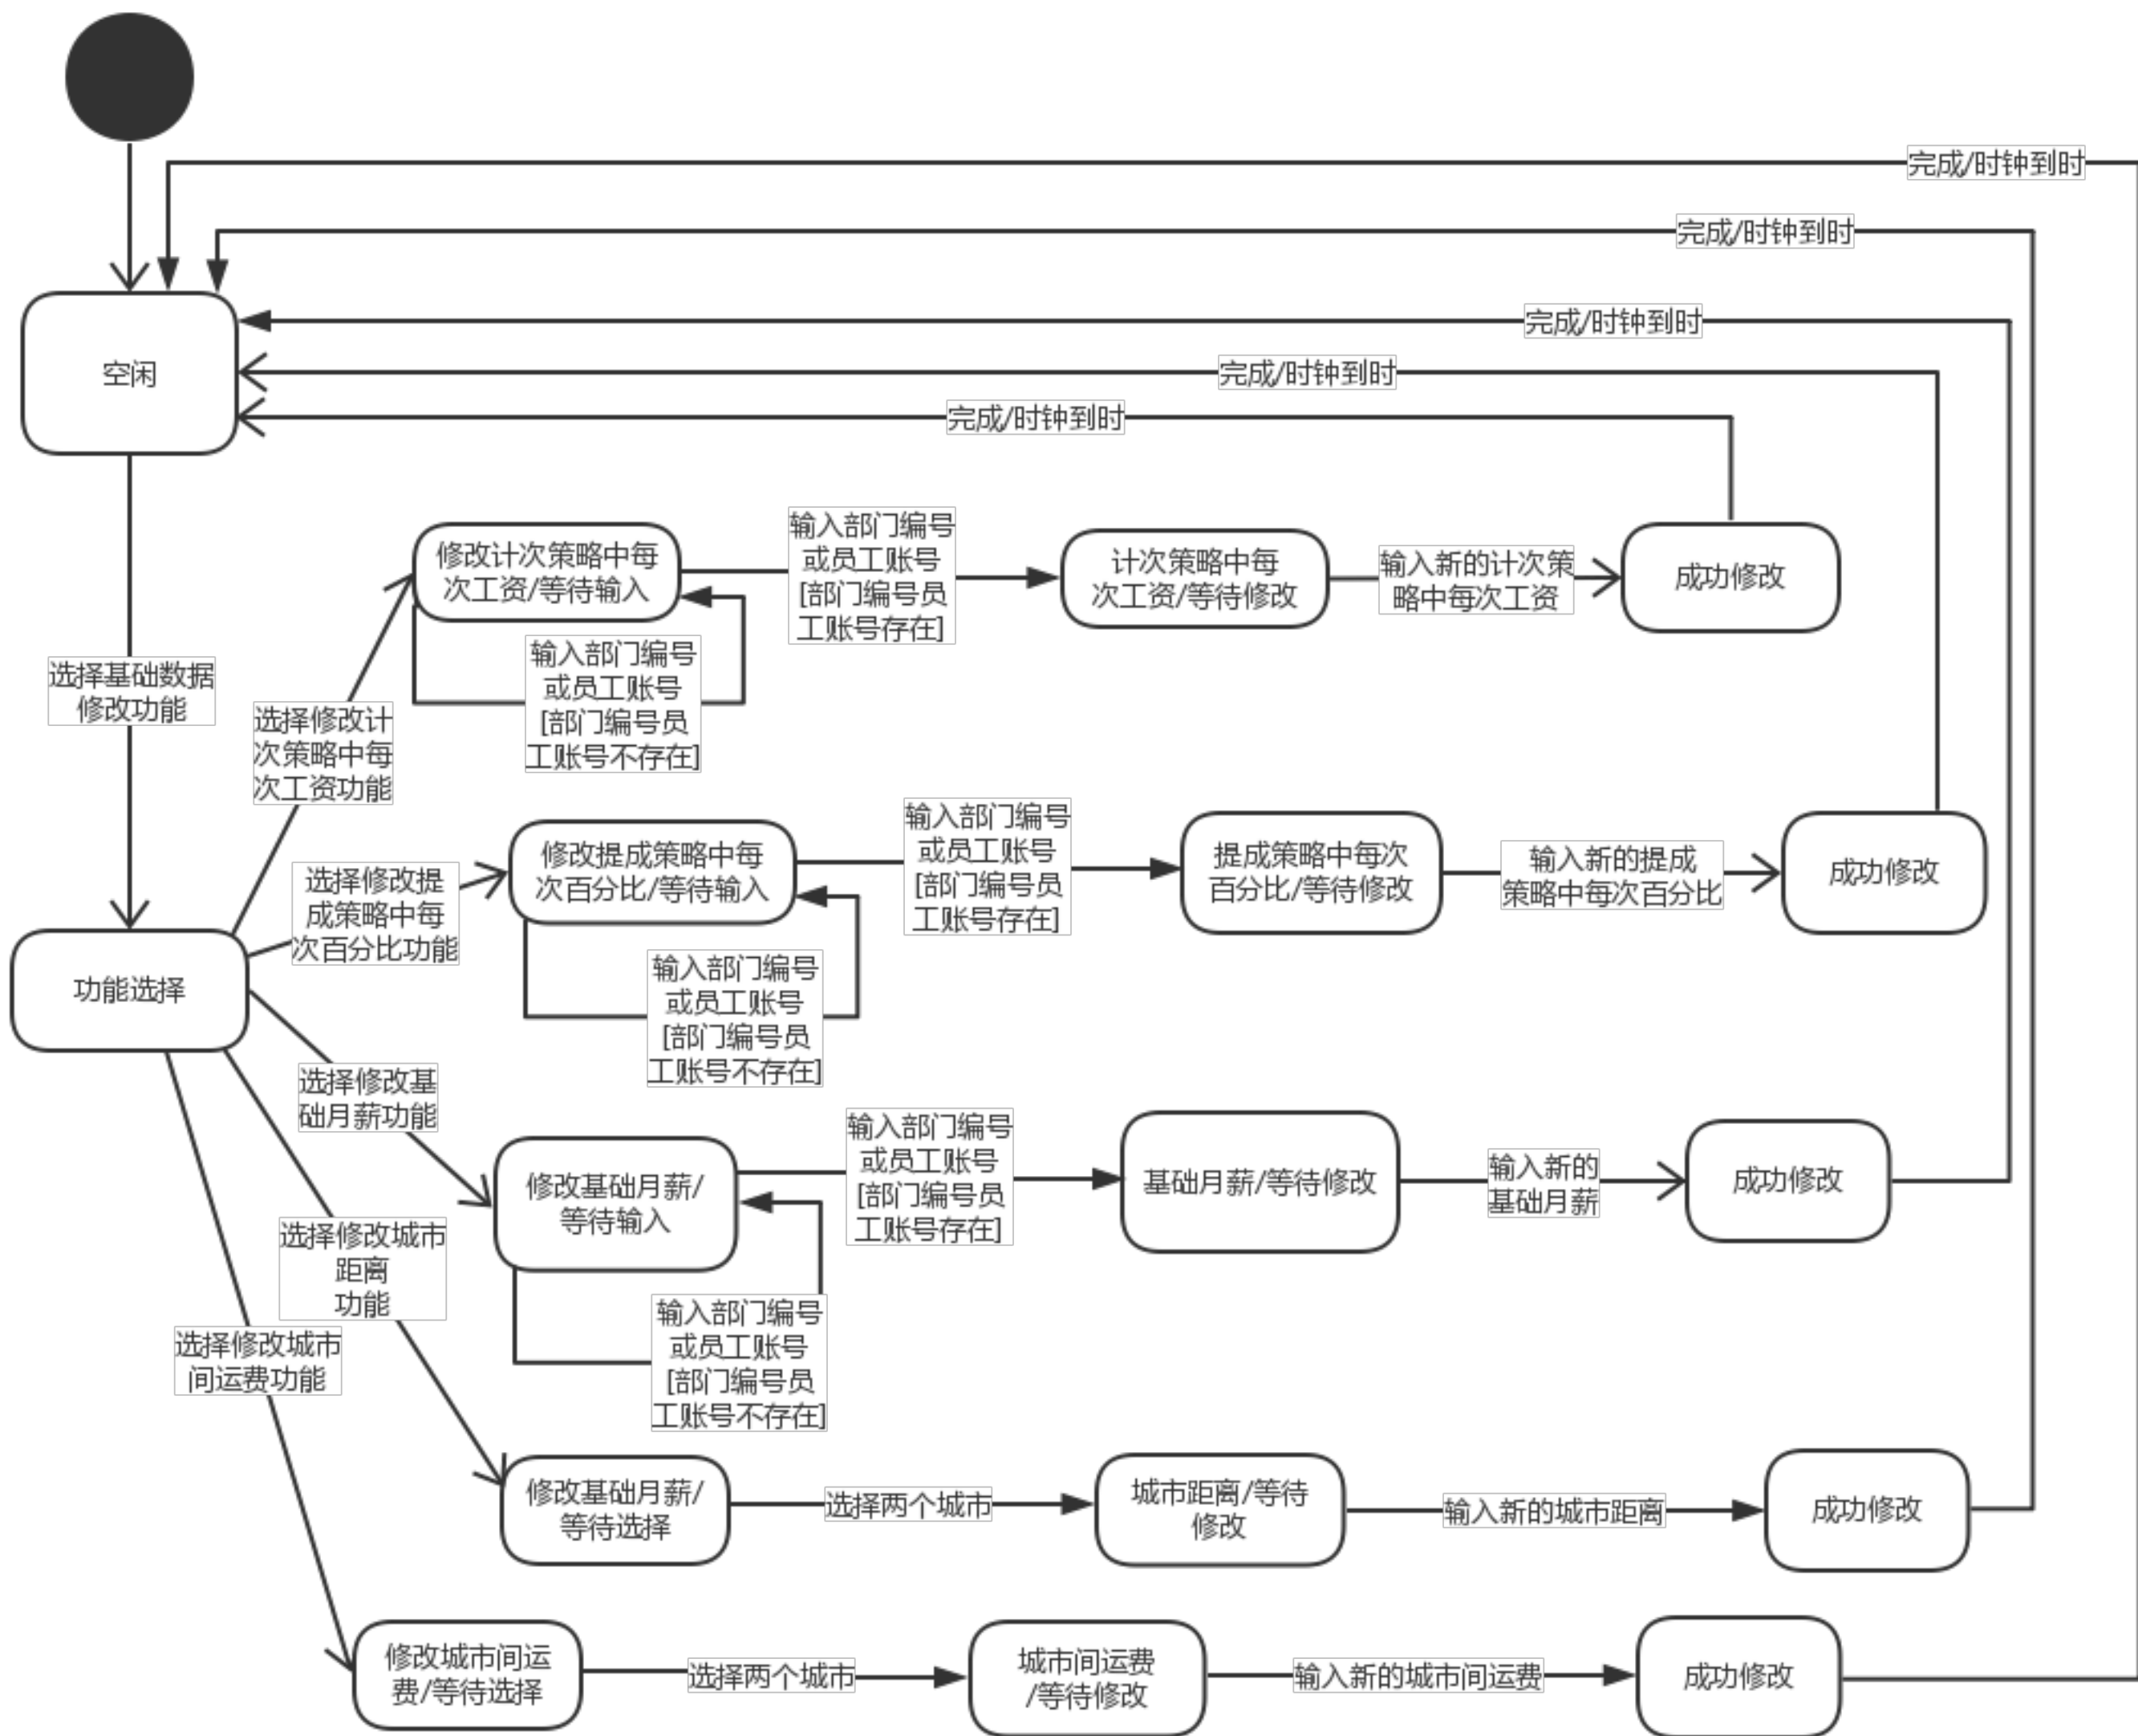 完成/时钟到时
完成/时钟到时
完成/时钟到时
空闲
完成/时钟到时
完成/时钟到时
选择基础数据
修改功能
选择修改计
次策略中每
次工资功能
修改计次策略中每
次工资/等待输入
输入部门编号
或员工账号
[部门编号员
工账号存在]
计次策略中每
次工资/等待修改
输入新的计次策
略中每次工资
成功修改
输入部门编号
或员工账号
[部门编号员
工账号不存在]
功能选择
选择修改提
成策略中每
次百分比功能
修改提成策略中每
次百分比/等待输入
输入部门编号
或员工账号
[部门编号员
工账号存在]
提成策略中每次
百分比/等待修改
输入新的提成
策略中每次百分比
成功修改
输入部门编号
或员工账号
[部门编号员
工账号不存在]
选择修改基
础月薪功能
修改基础月薪/
等待输入
输入部门编号
或员工账号
[部门编号员
工账号存在]
基础月薪/等待修改
输入新的
基础月薪
成功修改
输入部门编号
或员工账号
[部门编号员
工账号不存在]
选择修改城市
距离
功能
修改基础月薪/
等待选择
选择两个城市
城市距离/等待
修改
输入新的城市距离
成功修改
选择修改城市
间运费功能
修改城市间运
费/等待选择
选择两个城市
城市间运费
/等待修改
输入新的城市间运费
成功修改